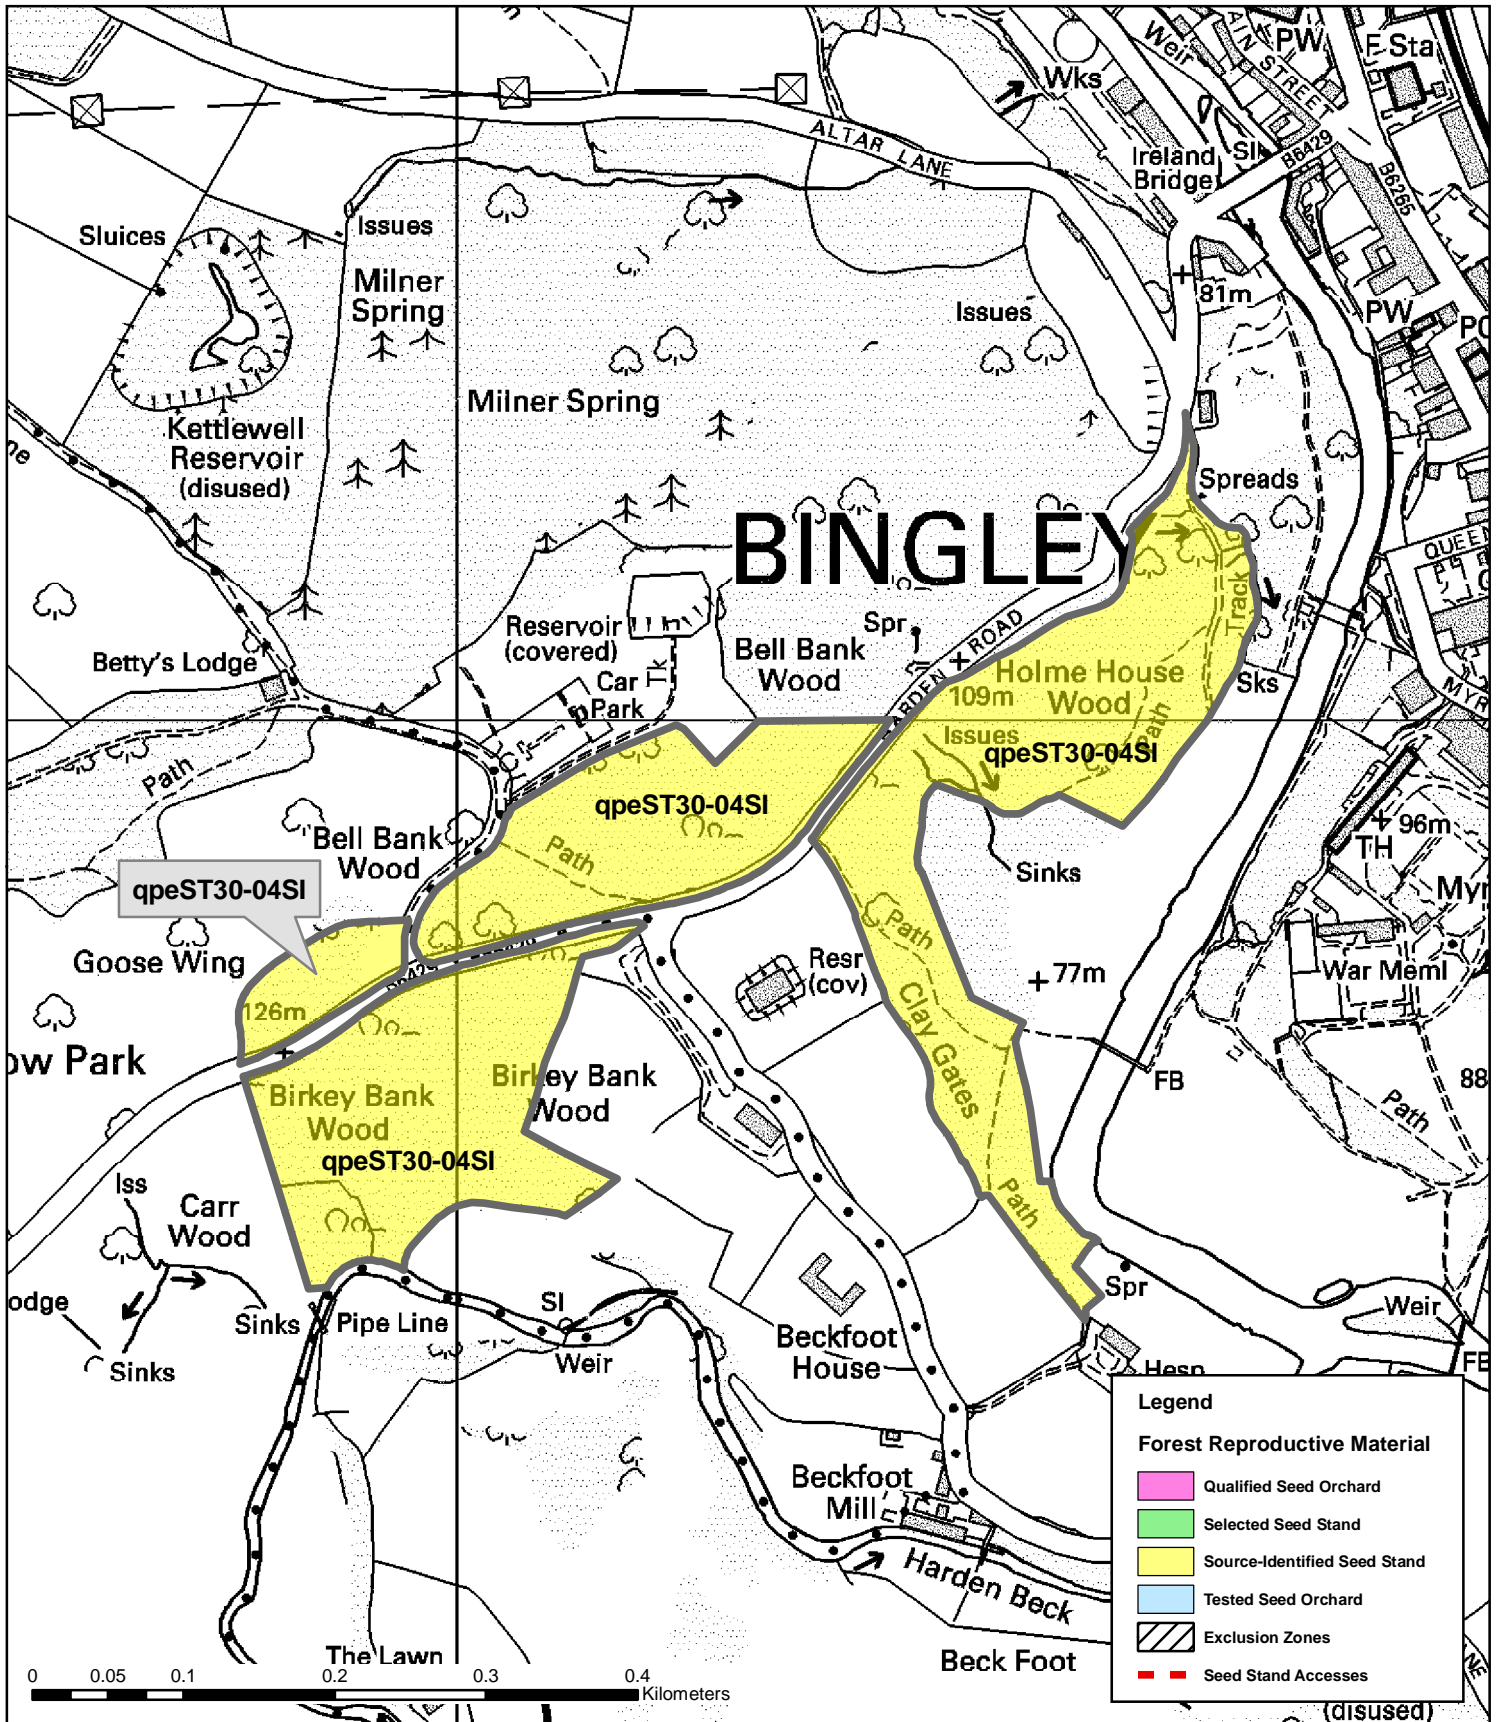 Weir
AIN STREET
PW
F Sta
Wks
ALTAR LANE
Ireland
Bridge
Sl
B6429
B6265
Sluices
Issues
Milner
Spring
81m
Issues
PW
PO
Milner Spring
Kettlewell
Reservoir
(disused)
ne
Spreads
BINGLEY
QUEEN
Track
Reservoir
(covered)
Tk
Spr
Bell Bank
Wood
ARDEN ROAD
Betty's Lodge
Car
Park
Holme House
Wood
109m
Sks
MYR
Path
Path
Issues
qpeST30-04SI
qpeST30-04SI
Bell Bank
Wood
Path
96m
TH
Sinks
Myr
qpeST30-04SI
Path
Goose Wing
Resr
(cov)
77m
War Meml
126m
Clay Gates
ow Park
Birkey Bank
Wood
Birkey Bank
Wood
FB
88
Path
qpeST30-04SI
Iss
Carr
Wood
Path
Spr
odge
Sinks
Pipe Line
Sl
Weir
Sinks
Weir
FB
Beckfoot
House
Hesp
Legend
Forest Reproductive Material
Qualified Seed Orchard
Selected Seed Stand
Source-Identified Seed Stand
Tested Seed Orchard
Exclusion Zones
Seed Stand Accesses
Beckfoot
Mill
Harden Beck
Beck Foot
The Lawn
0 0.05 0.1 0.2 0.3 0.4
Kilometers
(disused)